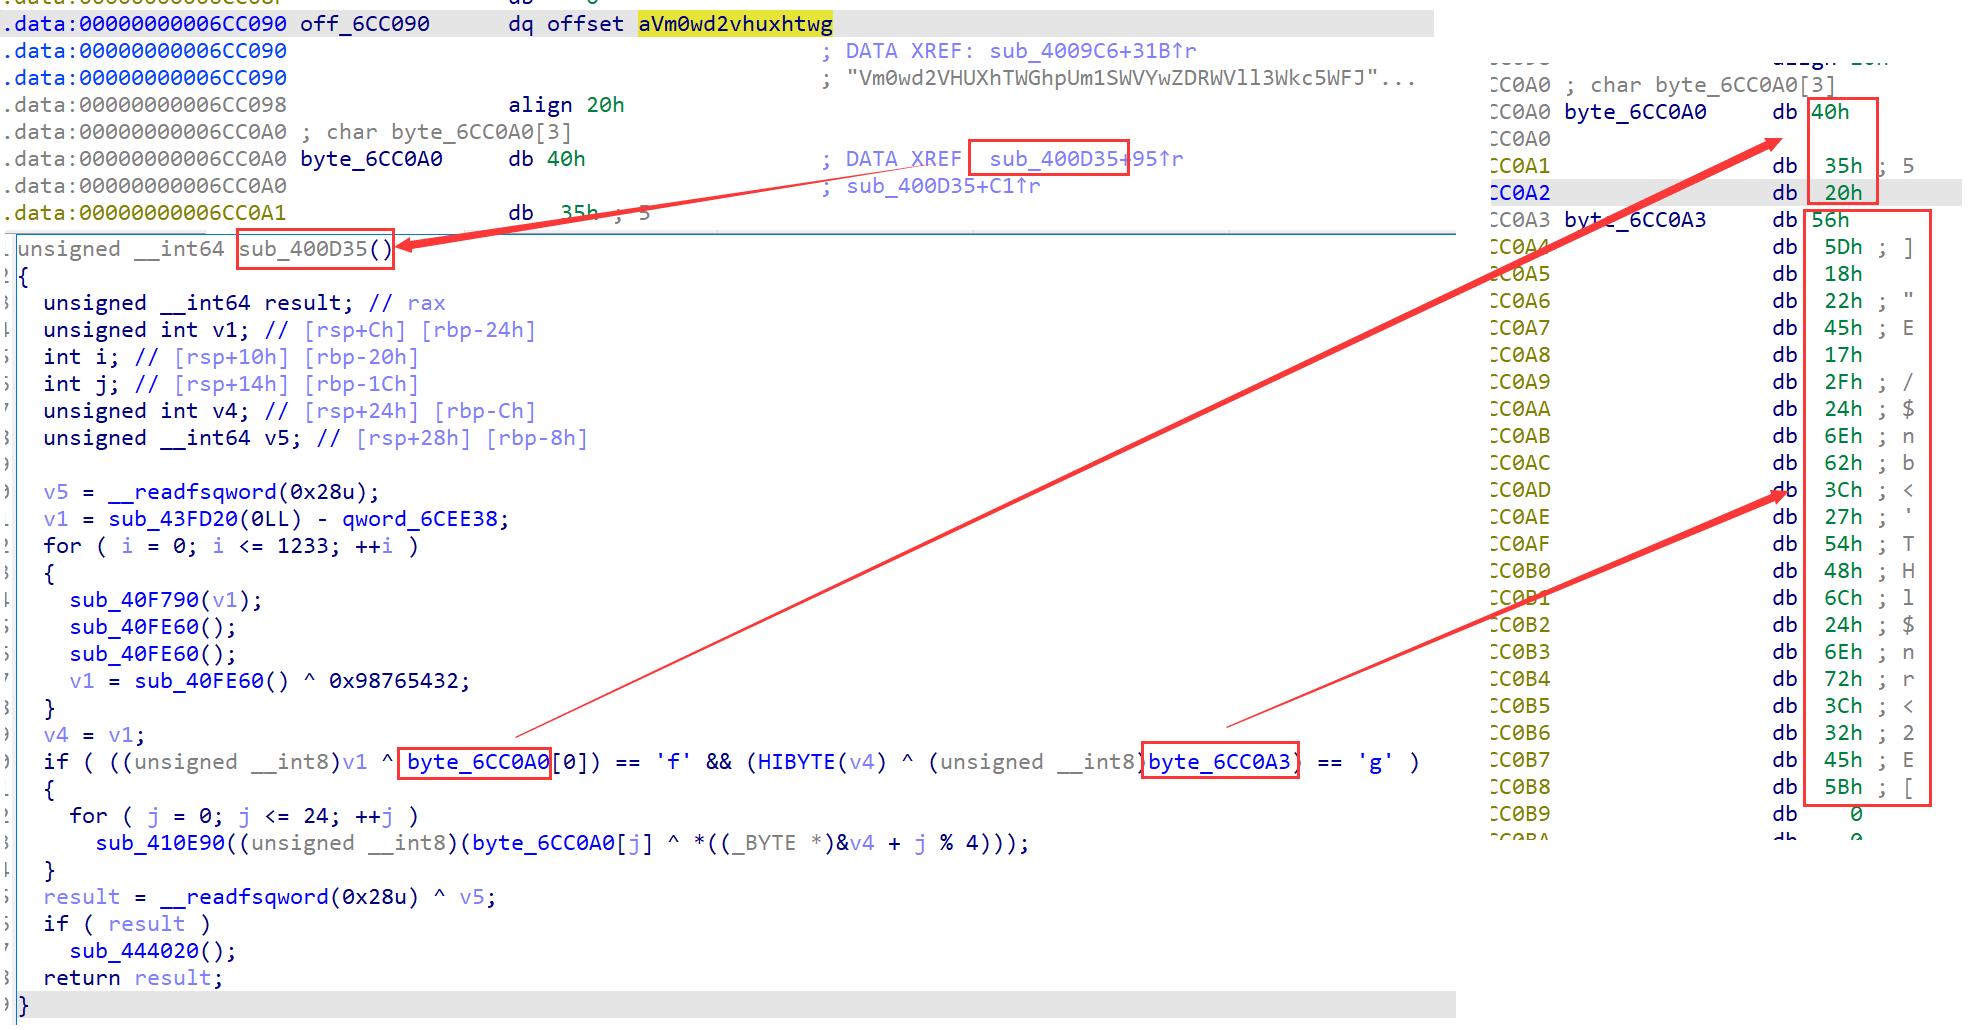 .data:00000000006CC090 off_6CC090 dq offset aVm0wd2vhuxhtwg
.data:00000000006CC090 ; DATA XREF: sub_4009C6+31B↑r
.data:00000000006CC090 ; "Vm0wd2VHUXhTWGhpUm1SWVYwZDRWVll3Wkc5WFJ"...
.data:00000000006CC098 align 20h
.data:00000000006CC0A0 ; char byte_6CC0A0[3]
.data:00000000006CC0A0 byte_6CC0A0 db 40h ; DATA XREF sub_400D35+95↑r
.data:00000000006CC0A0 ; sub_400D35+C1↑r
.data:00000000006CC0A1 db 35h ; 5
unsigned __int64 sub_400D35()
{
unsigned __int64 result; // rax
unsigned int v1; // [rsp+Ch] [rbp-24h]
int i; // [rsp+10h] [rbp-20h]
int j; // [rsp+14h] [rbp-1Ch]
unsigned int v4; // [rsp+24h] [rbp-Ch]
unsigned __int64 v5; // [rsp+28h] [rbp-8h]
v5 = __readfsqword(0x28u);
v1 = sub_43FD20(0LL) - qword_6CEE38;
for ( i = 0; i <= 1233; ++i )
{
sub_40F790(v1);
sub_40FE60();
sub_40FE60();
v1 = sub_40FE60() ^ 0x98765432;
}
v4 = v1;
if ( ((unsigned __int8)v1 ^ byte_6CC0A0[0]) == 'f' && (HIBYTE(v4) ^ (unsigned __int8)byte_6CC0A3) == 'g' )
{
for ( j = 0; j <= 24; ++j )
sub_410E90((unsigned __int8)(byte_6CC0A0[j] ^ *((_BYTE *)&v4 + j % 4)));
}
result = __readfsqword(0x28u) ^ v5;
if ( result )
sub_444020();
return result;
}
CC0A0 ; char byte_6CC0A0[3]
CC0A0 byte_6CC0A0 db 40h
CC0A0
CC0A1 db 35h ; 5
CC0A2 db 20h
CC0A3 byte_6CC0A3 db 56h
CC0A4 db 5Dh ; ]
CC0A5 db 18h
CC0A6 db 22h ; "
CC0A7 db 45h ; E
CC0A8 db 17h
CC0A9 db 2Fh ; /
CC0AA db 24h ; $
CC0AB db 6Eh ; n
CC0AC db 62h ; b
CC0AD db 3Ch ; <
CC0AE db 27h ; '
CC0AF db 54h ; T
CC0B0 db 48h ; H
CC0B1 db 6Ch ; l
CC0B2 db 24h ; $
CC0B3 db 6Eh ; n
CC0B4 db 72h ; r
CC0B5 db 3Ch ; <
CC0B6 db 32h ; 2
CC0B7 db 45h ; E
CC0B8 db 5Bh ; [
CC0B9 db 0